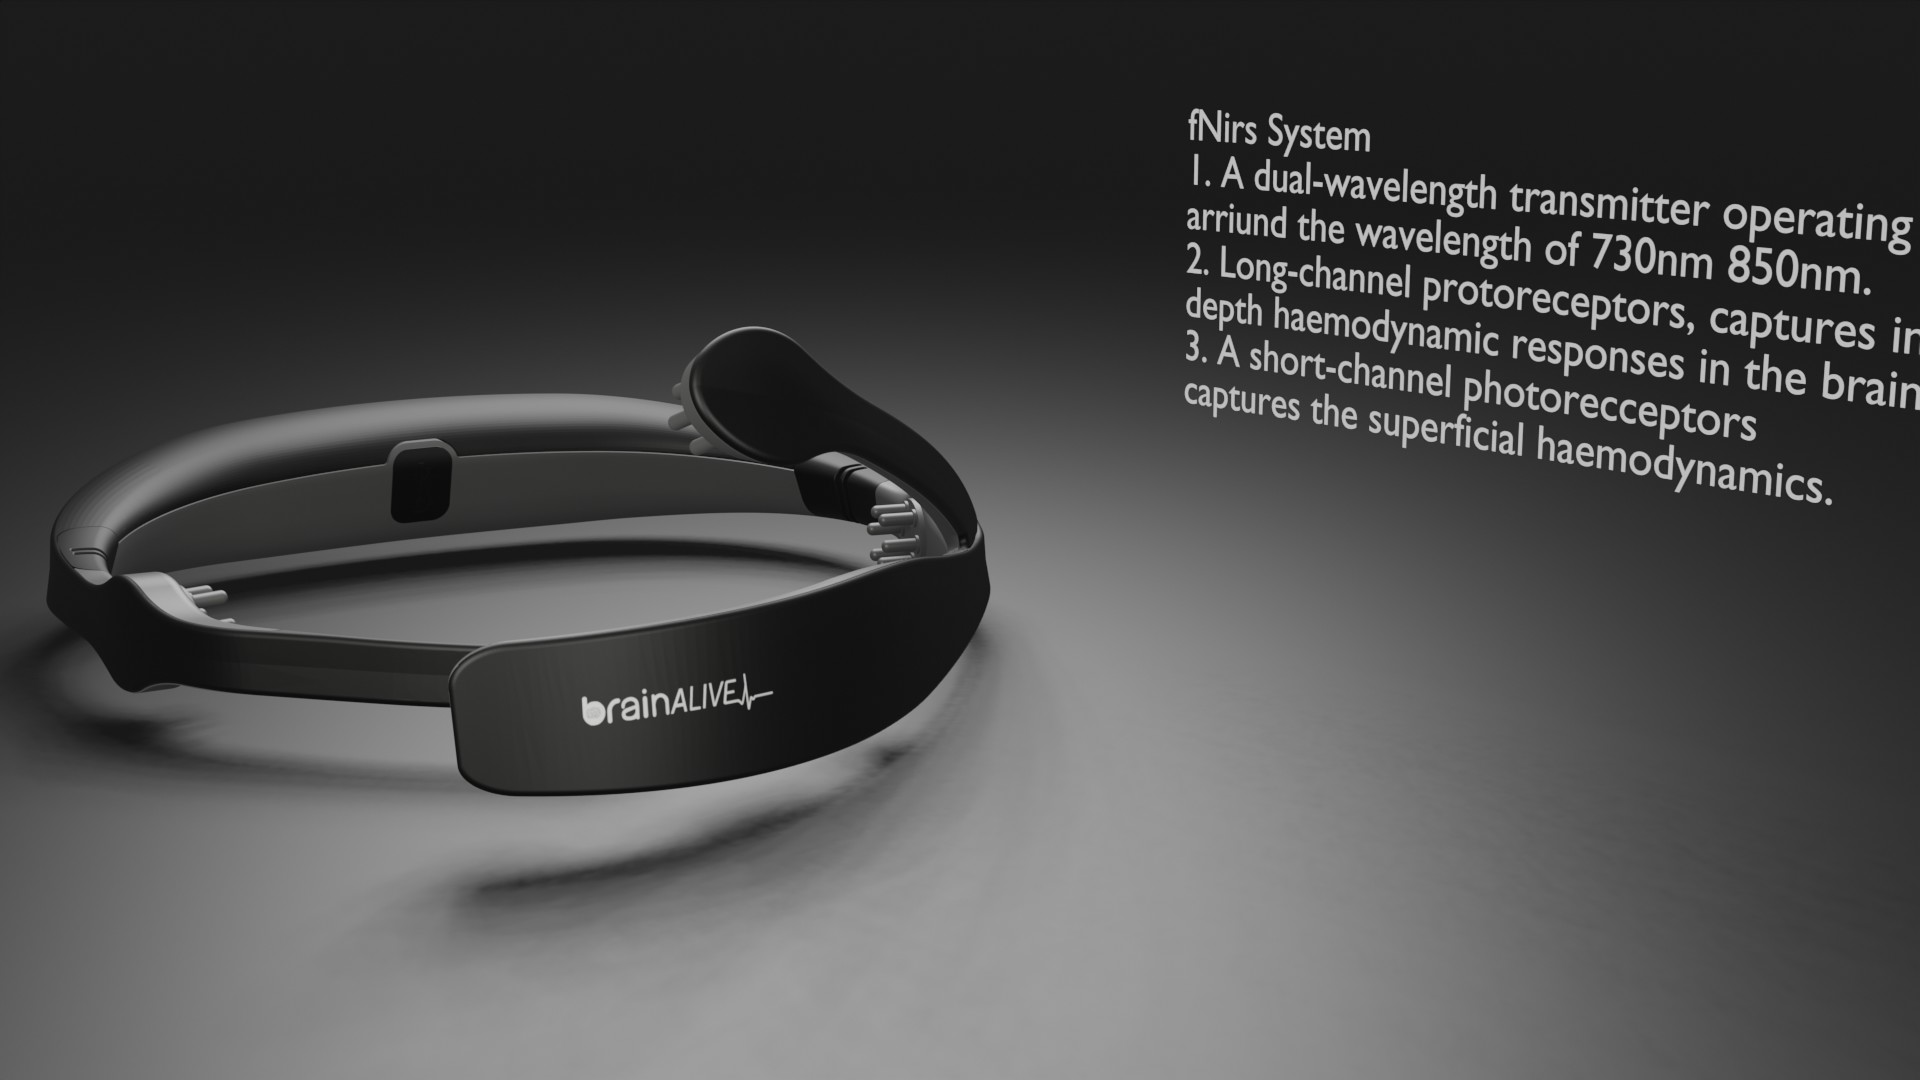 fNirs System
1. A dual-wavelength transmitter operating
arriund the wavelength of 730nm 850nm.
2. Long-channel protoreceptors, captures in
depth haemodynamic responses in the brain
3. A short-channel photorecceptors
captures the superficial haemodynamics.
brainALIVE